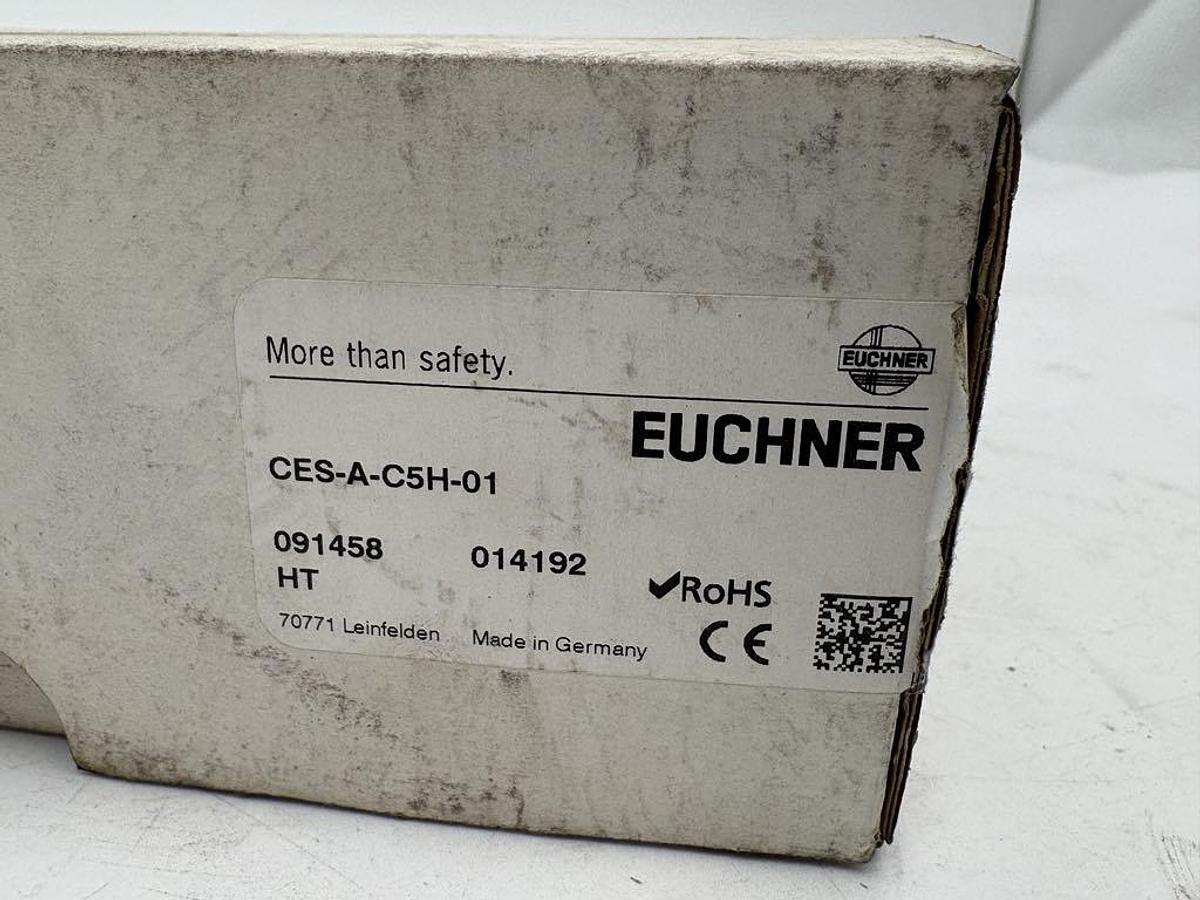 More than safety.
EUCHNER
EUCHNER
CES-A-C5H-01
091458 014192
HT
RoHS
70771 Leinfelden Made in Germany
CE